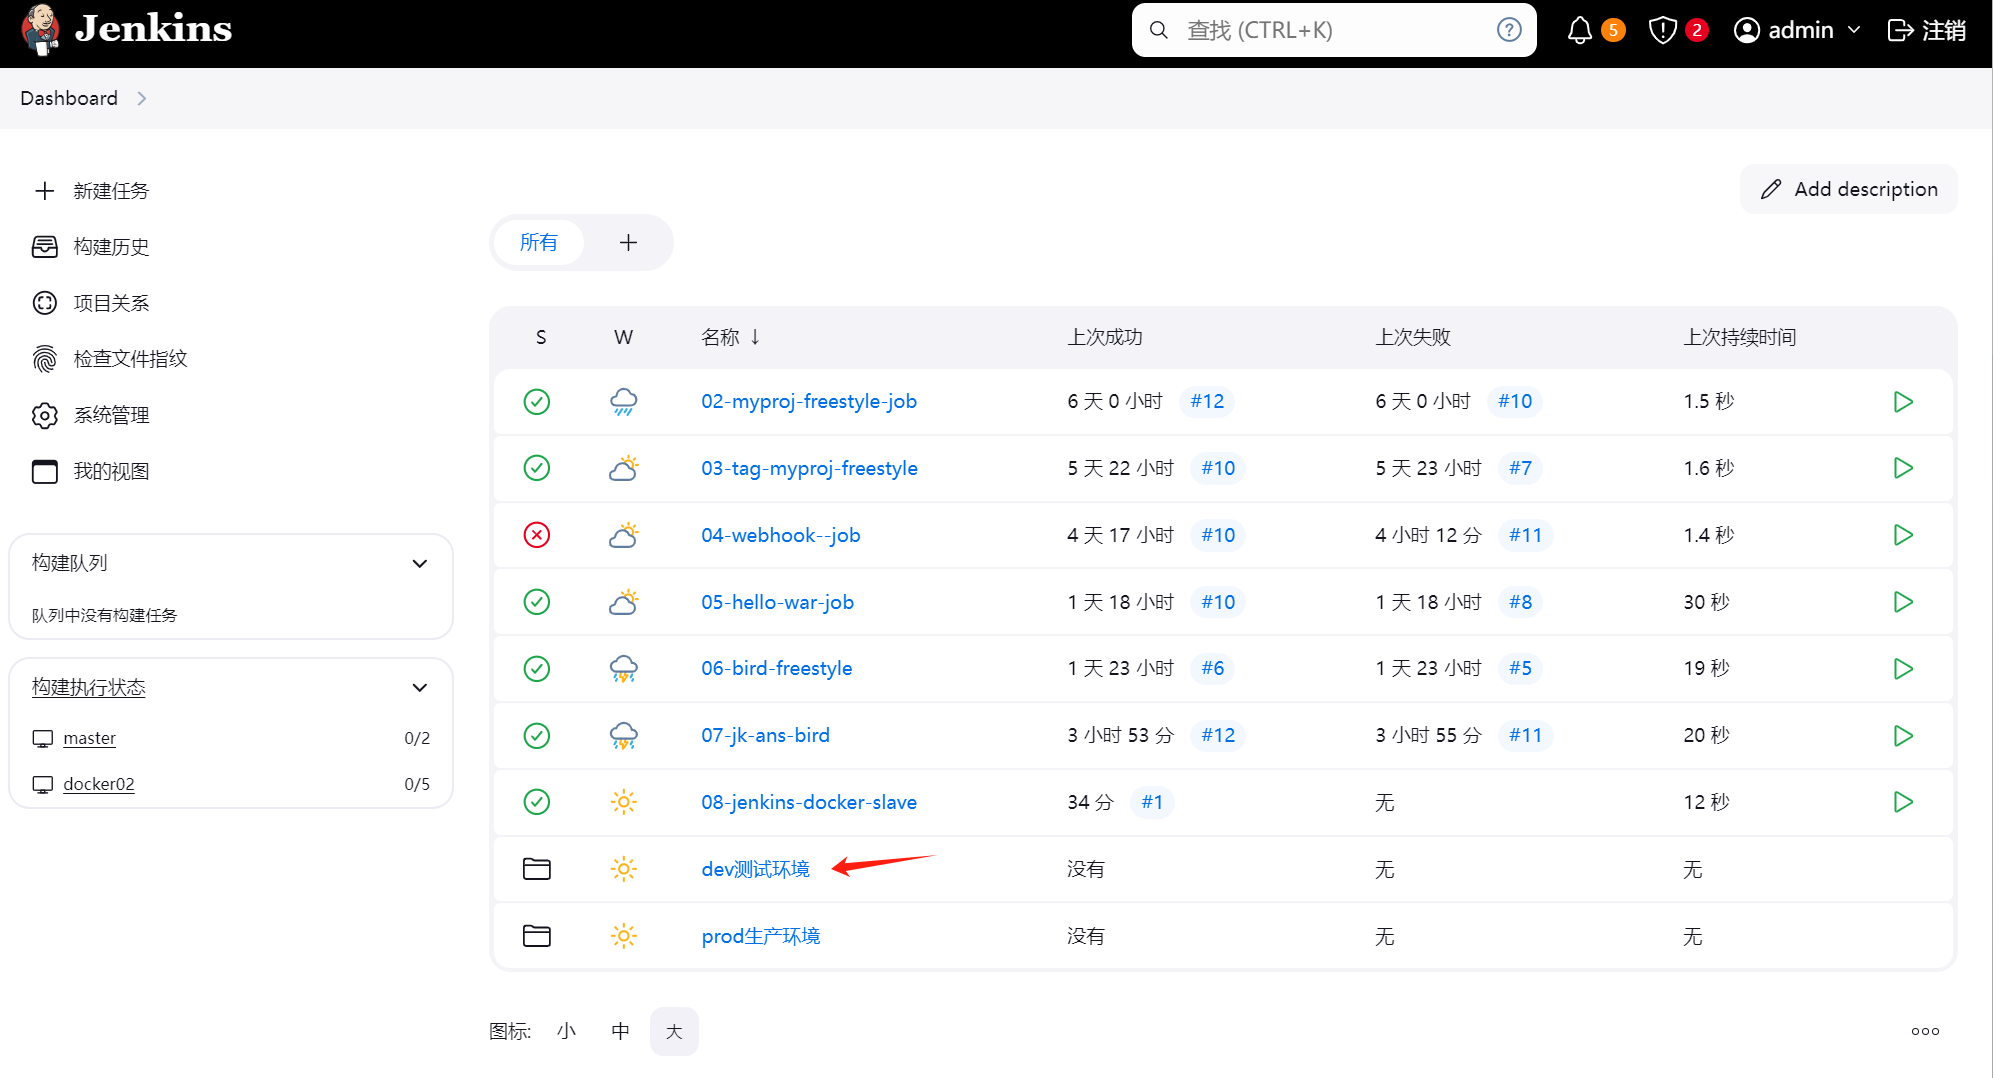 Jenkins
查找 (CTRL+K)
5
2
admin
注销
Dashboard
新建任务
构建历史
项目关系
检查文件指纹
系统管理
我的视图
构建队列
队列中没有构建任务
构建执行状态
master 0/2
docker02 0/5
Add description
所有 +
S W 名称 ↓ 上次成功 上次失败 上次持续时间
02-myproj-freestyle-job 6 天 0 小时 #12 6 天 0 小时 #10 1.5 秒
03-tag-myproj-freestyle 5 天 22 小时 #10 5 天 23 小时 #7 1.6 秒
04-webhook--job 4 天 17 小时 #10 4 小时 12 分 #11 1.4 秒
05-hello-war-job 1 天 18 小时 #10 1 天 18 小时 #8 30 秒
06-bird-freestyle 1 天 23 小时 #6 1 天 23 小时 #5 19 秒
07-jk-ans-bird 3 小时 53 分 #12 3 小时 55 分 #11 20 秒
08-jenkins-docker-slave 34 分 #1 无 12 秒
dev测试环境 没有 无 无
prod生产环境 没有 无 无
图标: 小 中 大